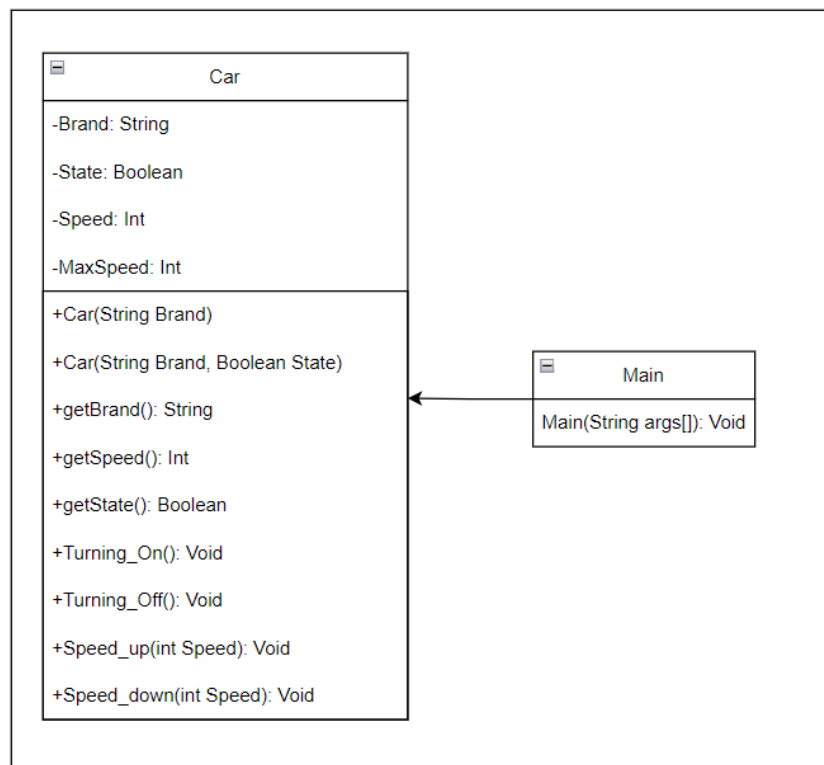 Car
-Brand: String
-State: Boolean
-Speed: Int
-MaxSpeed: Int
+Car(String Brand)
+Car(String Brand, Boolean State)
+getBrand(): String
+getSpeed(): Int
+getState(): Boolean
+Turning_On(): Void
+Turning_Off(): Void
+Speed_up(int Speed): Void
+Speed_down(int Speed): Void
Main
Main(String args[]): Void